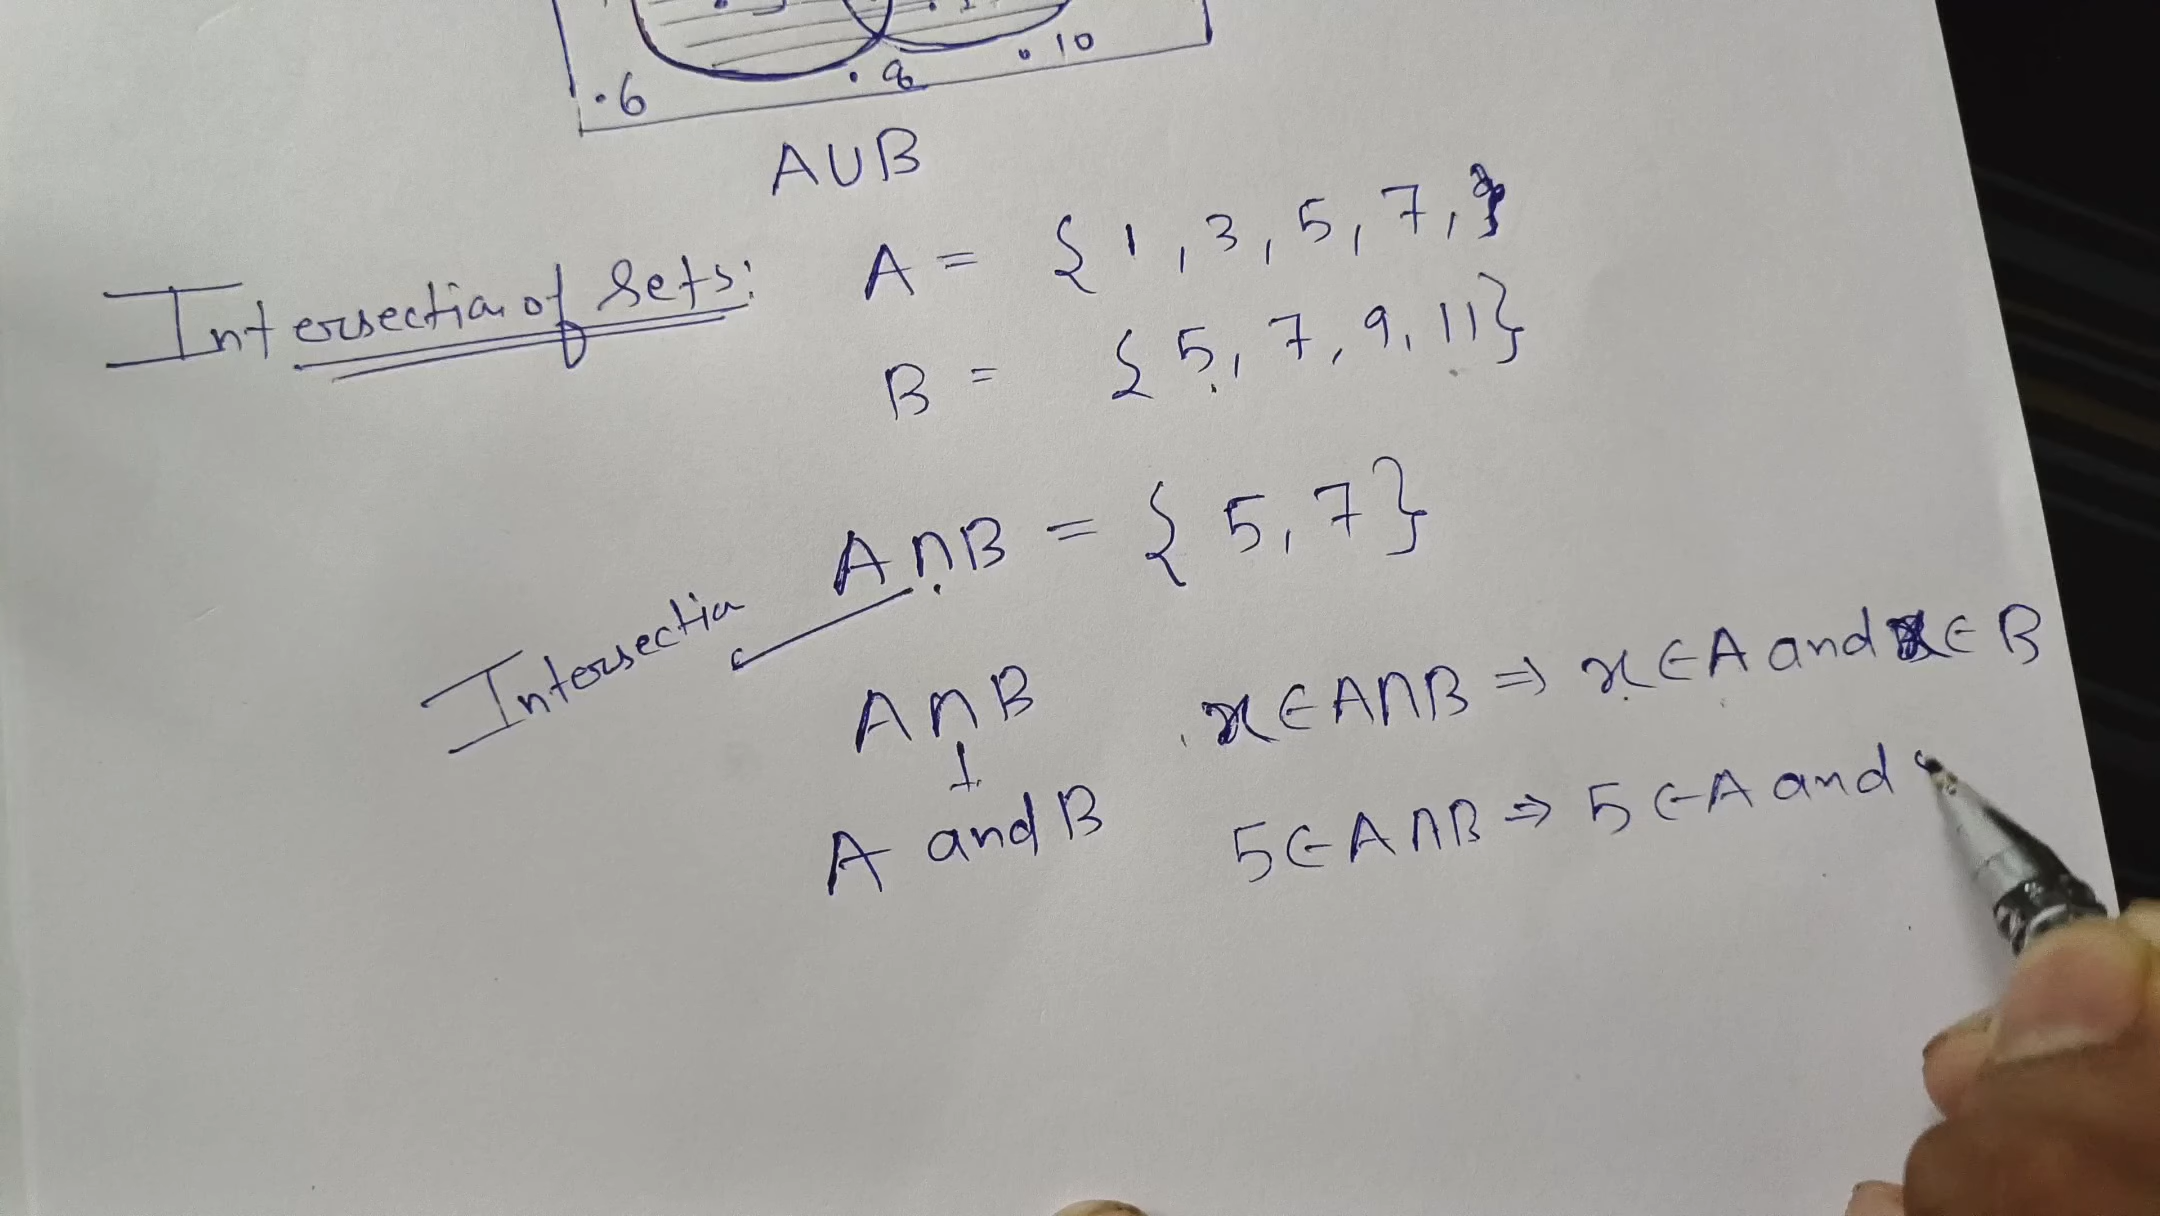 .6 .8 .10
A∪B
Intersection of Sets: A = {1, 3, 5, 7, }
B = {5, 7, 9, 11}
A∩B = {5, 7}
Intersection
A∩B x∈A∩B ⇒ x∈A and x∈B
A and B 5∈A∩B ⇒ 5∈A and